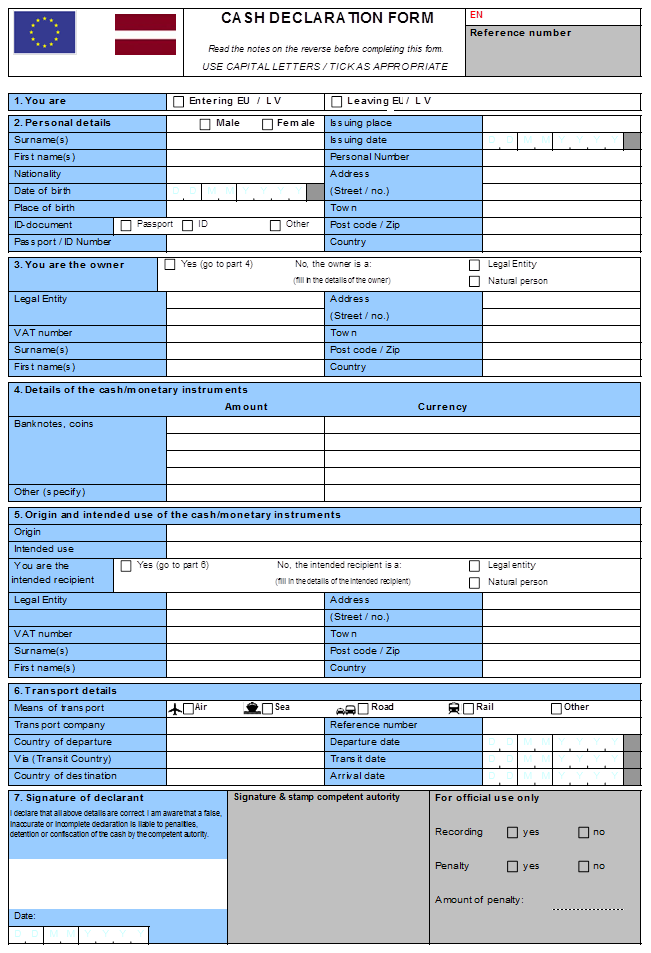 CASH DECLARATION FORM
Read the notes on the reverse before completing this form.
USE CAPITAL LETTERS / TICK AS APPROPRIATE
EN
Reference number
1. You are Entering EU / LV Leaving EU / LV
2. Personal details Male Female Issuing place
Surname(s) Issuing date D D M M Y Y Y Y
First name(s) Personal Number
Nationality Address
Date of birth D D M M Y Y Y Y (Street / no.)
Place of birth Town
ID-document Passport ID Other Post code / Zip
Passport / ID Number Country
3. You are the owner Yes (go to part 4) No, the owner is a: Legal Entity
(fill in the details of the owner) Natural person
Legal Entity Address
(Street / no.)
VAT number Town
Surname(s) Post code / Zip
First name(s) Country
4. Details of the cash/monetary instruments
Amount Currency
Banknotes, coins
Other (specify)
5. Origin and intended use of the cash/monetary instruments
Origin
Intended use
You are the Yes (go to part 6) No, the intended recipient is a: Legal entity
intended recipient (fill in the details of the intended recipient) Natural person
Legal Entity Address
(Street / no.)
VAT number Town
Surname(s) Post code / Zip
First name(s) Country
6. Transport details
Means of transport Air Sea Road Rail Other
Transport company Reference number
Country of departure Departure date D D M M Y Y Y Y
Via (Transit Country) Transit date D D M M Y Y Y Y
Country of destination Arrival date D D M M Y Y Y Y
7. Signature of declarant
I declare that all above details are correct. I am aware that a false,
inaccurate or incomplete declaration is liable to penalities,
detention or confiscation of the cash by the competent autority.
Date:
D D M M Y Y Y Y
Signature & stamp competent autority
For official use only
Recording yes no
Penalty yes no
Amount of penalty: ........................